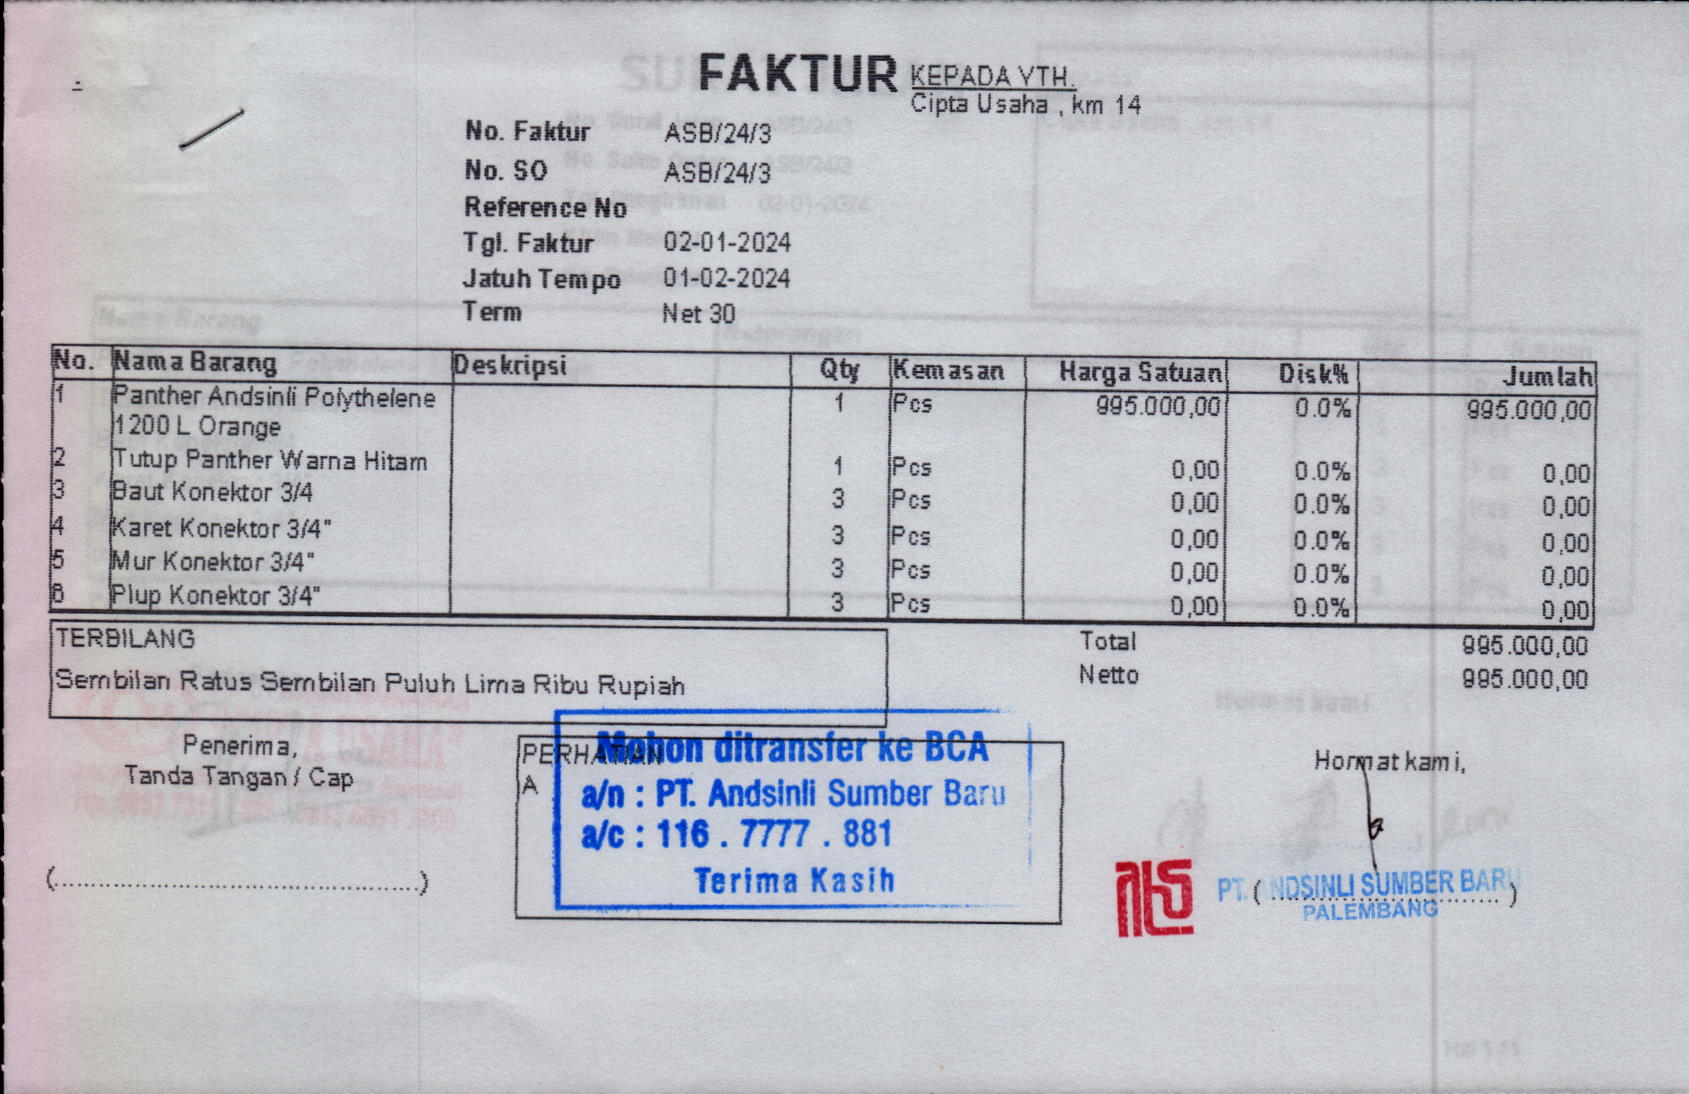 FAKTUR
KEPADA YTH.
Cipta Usaha , km 14
No. Faktur ASB/24/3
No. SO ASB/24/3
Reference No
Tgl. Faktur 02-01-2024
Jatuh Tempo 01-02-2024
Term Net 30
No. Nama Barang Deskripsi Qty Kemasan Harga Satuan Disk% Jumlah
1 Panther Andsinli Polythelene 1 Pcs 995.000,00 0.0% 995.000,00
1200 L Orange
2 Tutup Panther Warna Hitam 1 Pcs 0,00 0.0% 0,00
3 Baut Konektor 3/4 3 Pcs 0,00 0.0% 0,00
4 Karet Konektor 3/4" 3 Pcs 0,00 0.0% 0,00
5 Mur Konektor 3/4" 3 Pcs 0,00 0.0% 0,00
6 Plup Konektor 3/4" 3 Pcs 0,00 0.0% 0,00
TERBILANG
Sembilan Ratus Sembilan Puluh Lima Ribu Rupiah
Total 995.000,00
Netto 995.000,00
Penerima,
Tanda Tangan / Cap
(............................................)
PERHATIAN
A
Mohon ditransfer ke BCA
a/n : PT. Andsinli Sumber Baru
a/c : 116 . 7777 . 881
Terima Kasih
Hormat kami,
PT. ANDSINLI SUMBER BARU
PALEMBANG